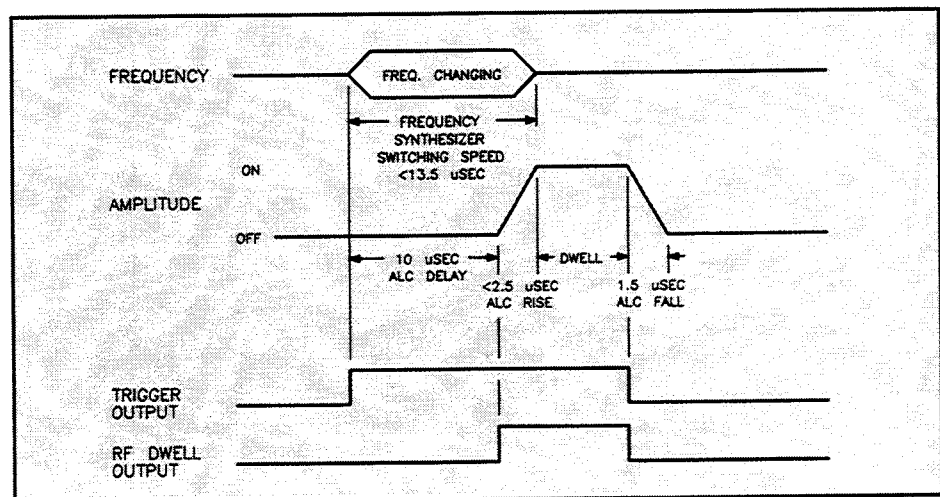 FREQUENCY
FREQ. CHANGING
FREQUENCY
SYNTHESIZER
SWITCHING SPEED
<13.5 uSEC
ON
AMPLITUDE
OFF
10 uSEC
ALC DELAY
DWELL
<2.5 uSEC
ALC RISE
1.5 uSEC
ALC FALL
TRIGGER
OUTPUT
RF DWELL
OUTPUT